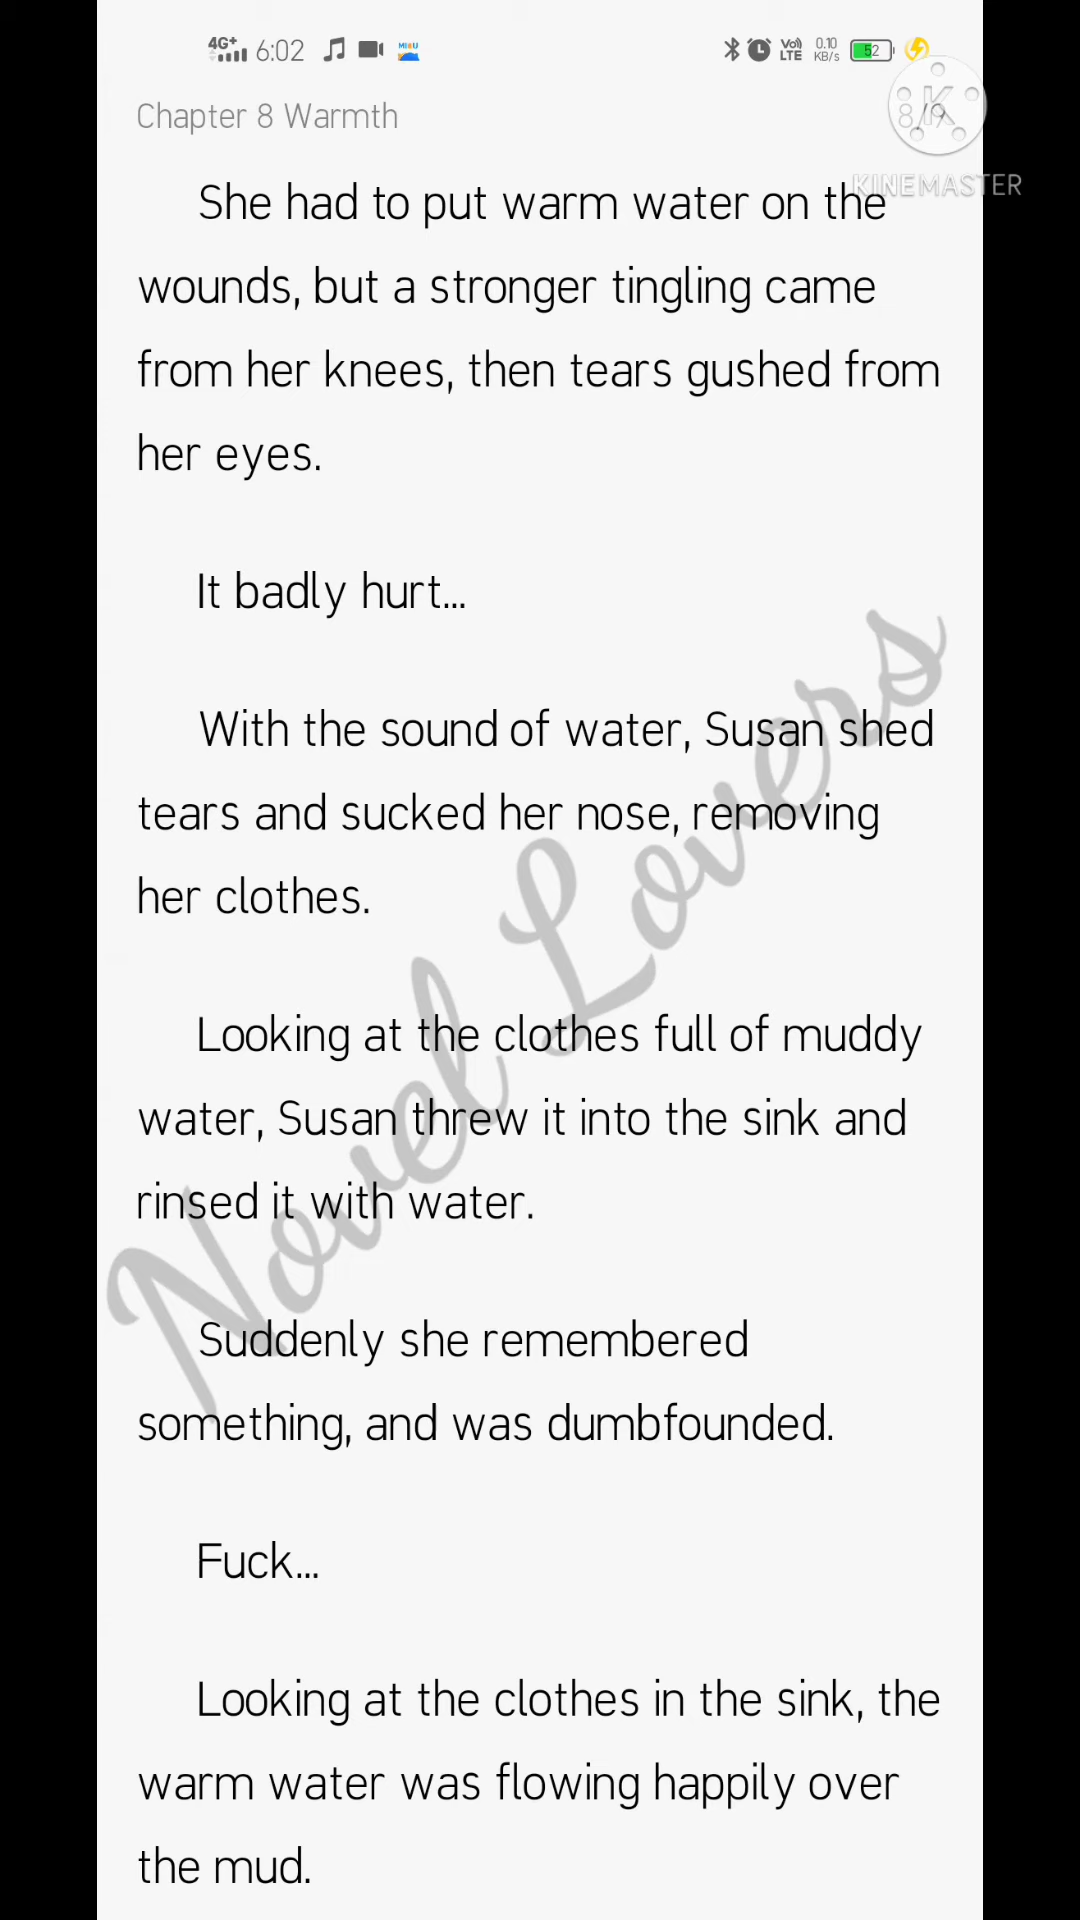 4G+ 6:02 MI U Vo)) LTE 0.10 KB/s 52
Chapter 8 Warmth 8/9
KINEMASTER
She had to put warm water on the
wounds, but a stronger tingling came
from her knees, then tears gushed from
her eyes.
It badly hurt...
With the sound of water, Susan shed
tears and sucked her nose, removing
her clothes.
Looking at the clothes full of muddy
water, Susan threw it into the sink and
rinsed it with water.
Suddenly she remembered
something, and was dumbfounded.
Fuck...
Looking at the clothes in the sink, the
warm water was flowing happily over
the mud.
Novel Lovers